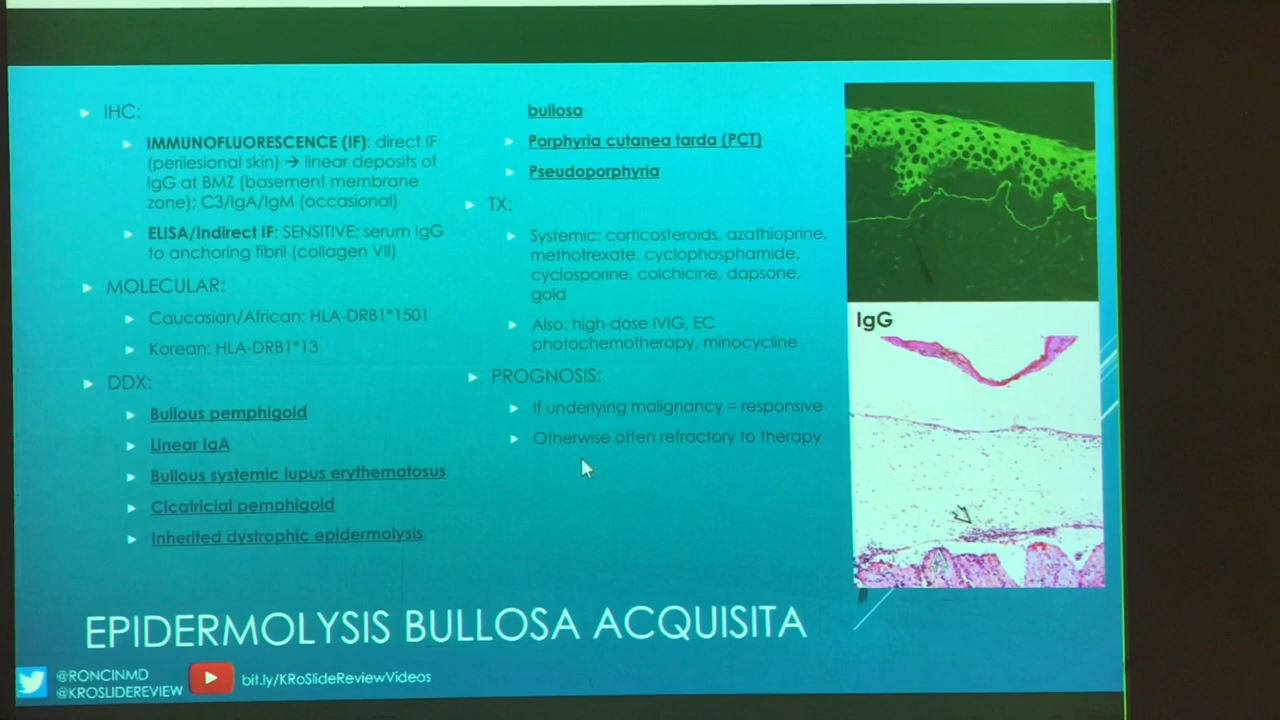 IHC:
IMMUNOFLUORESCENCE (IF): direct IF
(perilesional skin) → linear deposits of
IgG at BMZ (basement membrane
zone); C3/IgA/IgM (occasional)
ELISA/Indirect IF: SENSITIVE; serum IgG
to anchoring fibril (collagen VII)
MOLECULAR:
Caucasian/African: HLA-DRB1*1501
Korean: HLA-DRB1*13
DDX:
Bullous pemphigoid
Linear IgA
Bullous systemic lupus erythematosus
Cicatricial pemphigoid
Inherited dystrophic epidermolysis
bullosa
Porphyria cutanea tarda (PCT)
Pseudoporphyria
TX:
Systemic: corticosteroids, azathioprine,
methotrexate, cyclophosphamide,
cyclosporine, colchicine, dapsone,
gold
Also: high-dose IVIG, EC
photochemotherapy, minocycline
PROGNOSIS:
If underlying malignancy = responsive
Otherwise often refractory to therapy
IgG
EPIDERMOLYSIS BULLOSA ACQUISITA
@RONCINMD
@KROSLIDEREVIEW
bit.ly/KRoSlideReviewVideos